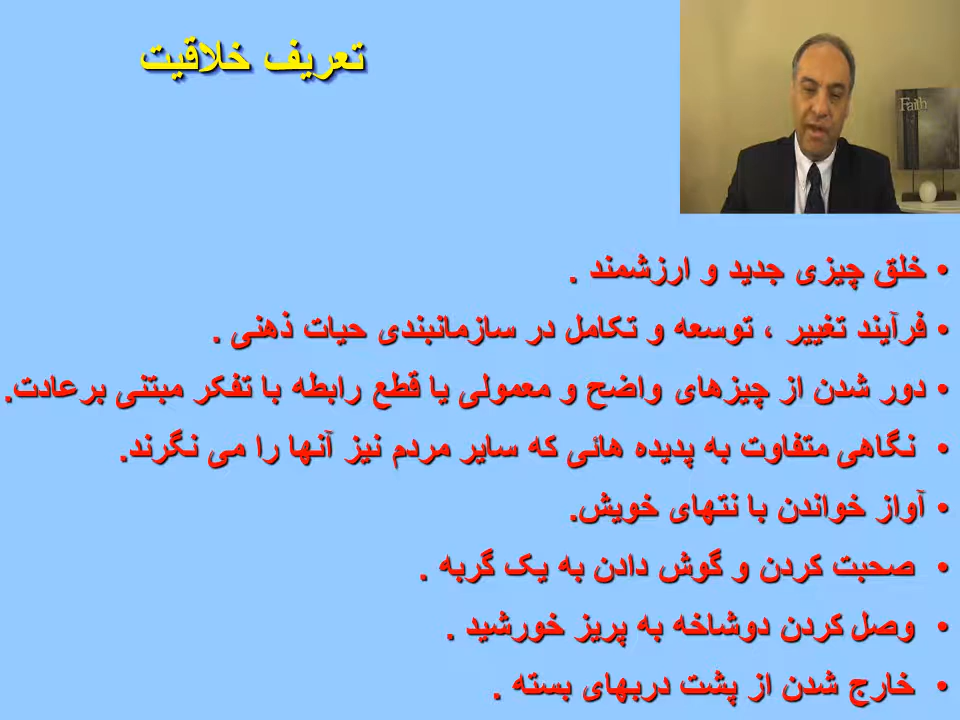 تعریف خلاقیت
Faith
• خلق چیزی جدید و ارزشمند .
• فرآیند تغییر ، توسعه و تکامل در سازمانبندی حیات ذهنی .
• دور شدن از چیزهای واضح و معمولی یا قطع رابطه با تفکر مبتنی برعادت.
• نگاهی متفاوت به پدیده هائی که سایر مردم نیز آنها را می نگرند.
• آواز خواندن با نتهای خویش.
• صحبت کردن و گوش دادن به یک گربه .
• وصل کردن دوشاخه به پریز خورشید .
• خارج شدن از پشت دربهای بسته .